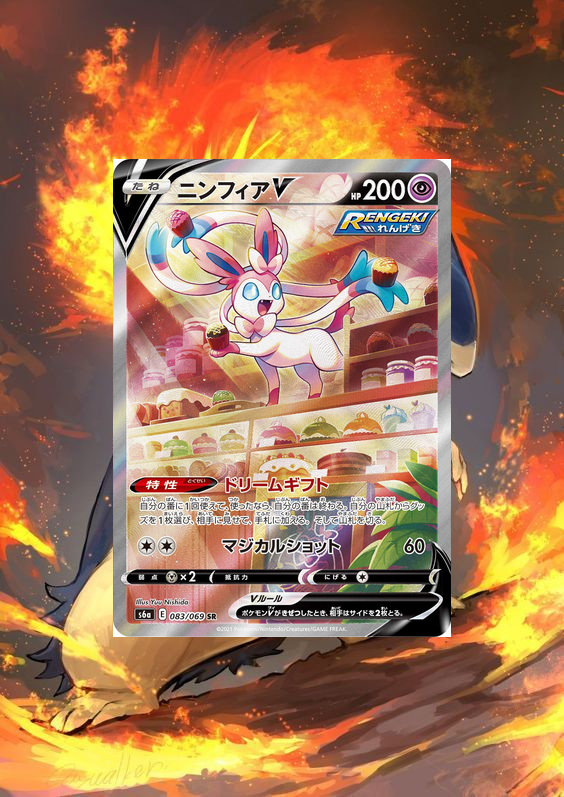 たね ニンフィアV HP 200
RENGEKI
れんげき
特性 とくせい ドリームギフト
自分の番に1回使えて、使ったなら、自分の番は終わる。自分の山札からグッ
ズを1枚選び、相手に見せて、手札に加える。そして山札を切る。
マジカルショット 60
弱点 ×2 抵抗力 にげる
Vルール
ポケモンVがきぜつしたとき、相手はサイドを2枚とる。
Illus. Yuu Nishida
s6a E 083/069 SR
©2021 Pokémon/Nintendo/Creatures/GAME FREAK.